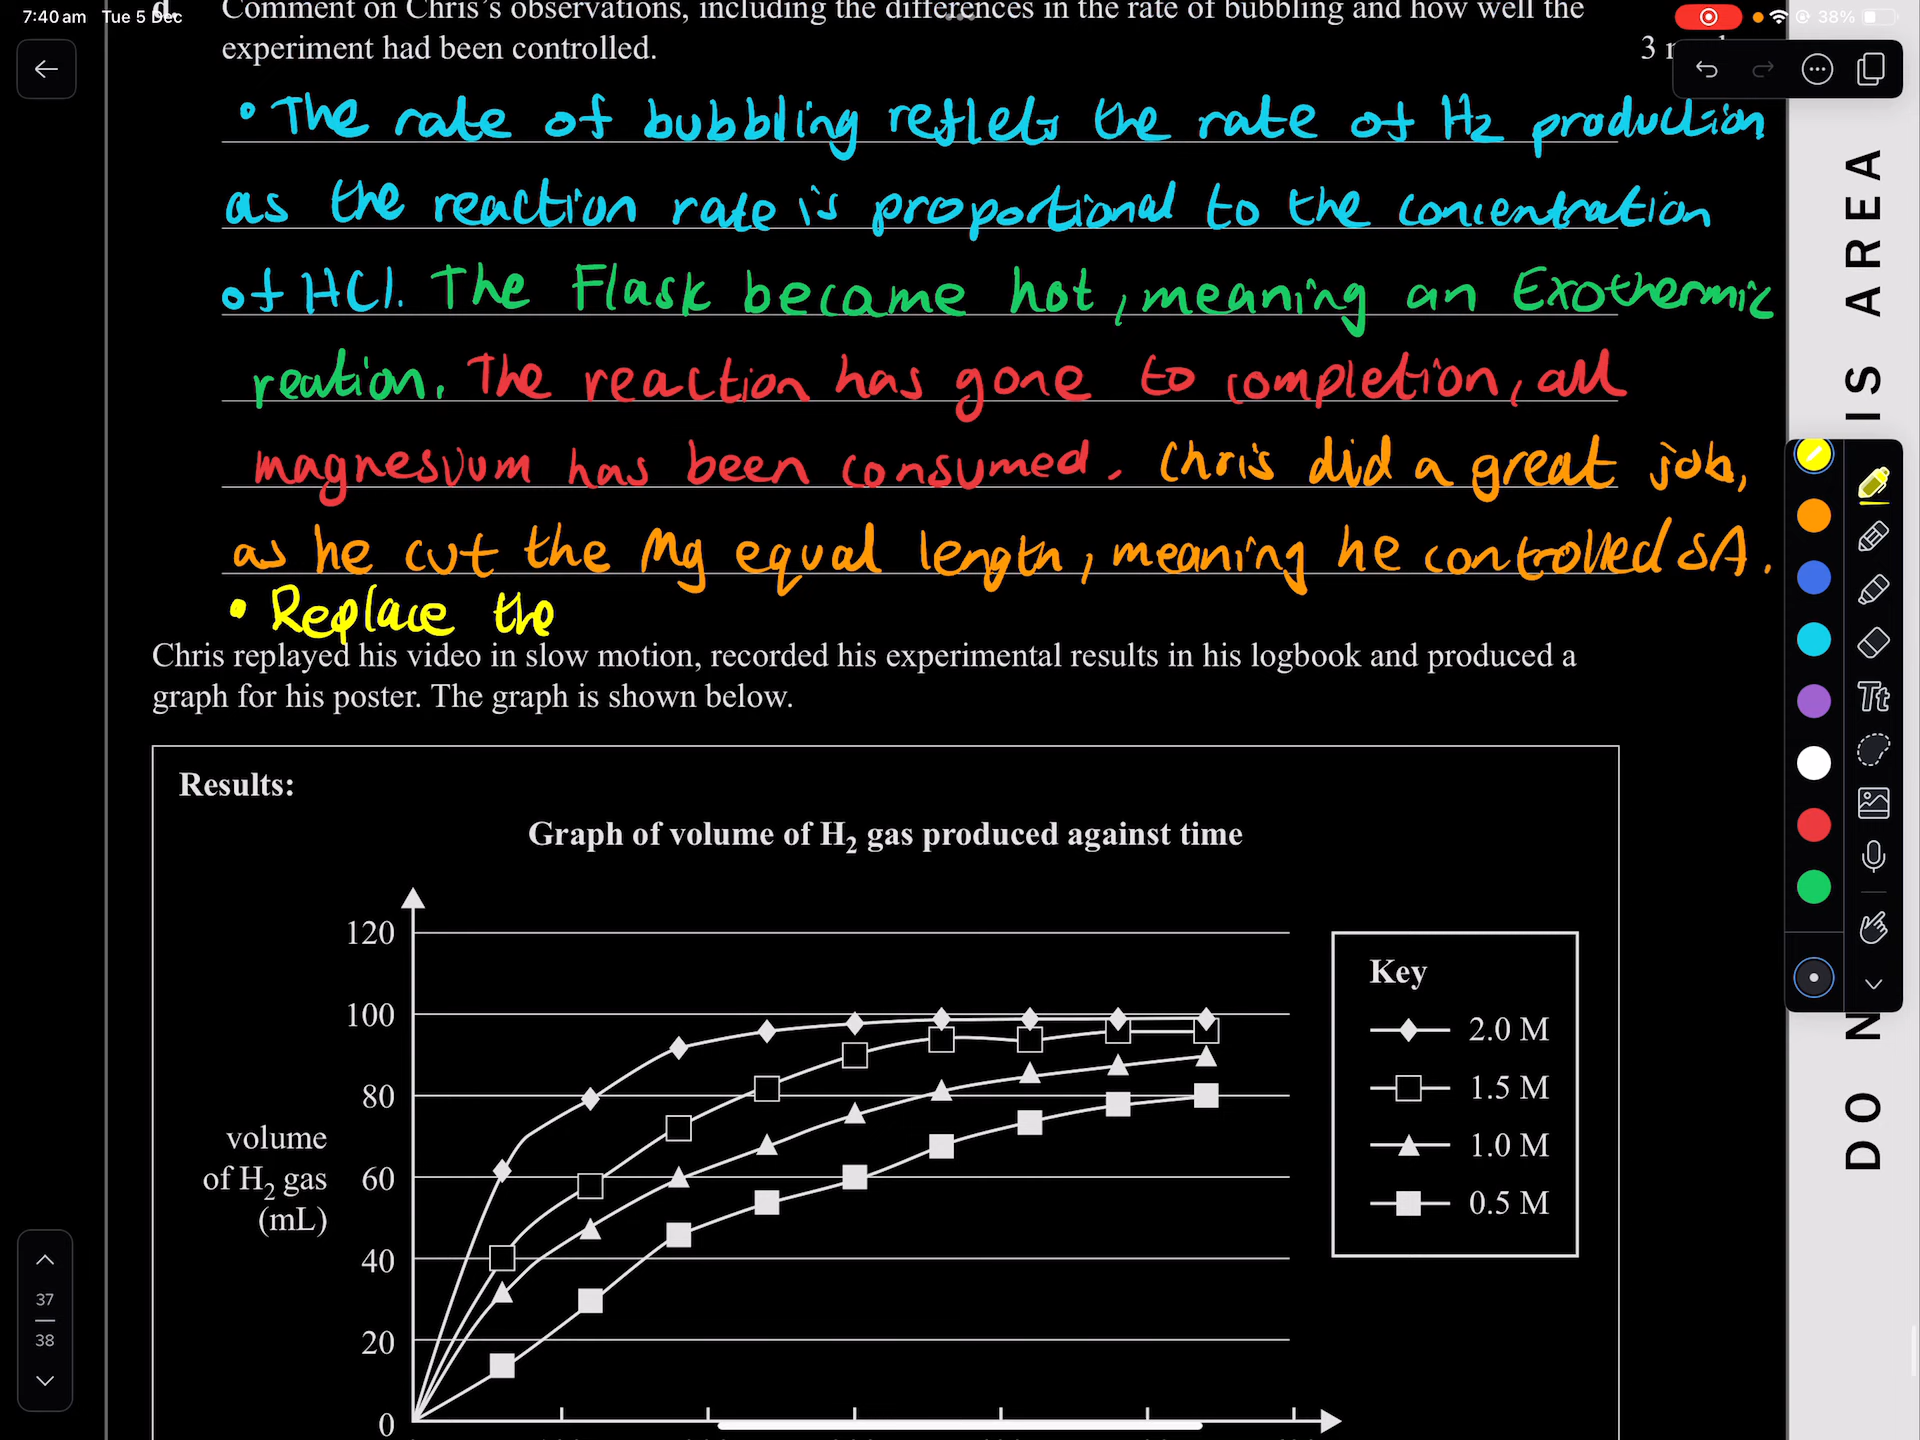 7:40 am Tue 5 Dec
38%
d. Comment on Chris's observations, including the differences in the rate of bubbling and how well the
experiment had been controlled.
3
• The rate of bubbling reflets the rate of H2 production
as the reaction rate is proportional to the concentration
of HCl. The Flask became hot, meaning an Exothermic
reation. The reaction has gone to completion, all
magnesium has been consumed. Chris did a great job,
as he cut the Mg equal length, meaning he controlled SA.
• Replace the
Chris replayed his video in slow motion, recorded his experimental results in his logbook and produced a
graph for his poster. The graph is shown below.
Results:
Graph of volume of H2 gas produced against time
120
100
80
60
40
20
0
volume
of H2 gas
(mL)
Key
2.0 M
1.5 M
1.0 M
0.5 M
37
38
Tt
DO N
IS AREA